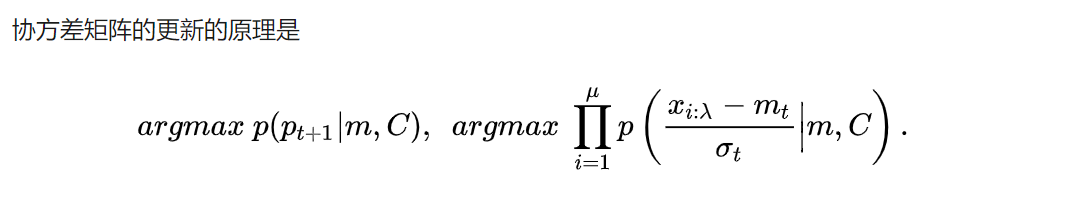 协方差矩阵的更新的原理是
argmax p(p_{t+1}|m, C), argmax ∏_{i=1}^{μ} p( \frac{x_{i:λ} − m_t}{σ_t} | m, C ) .